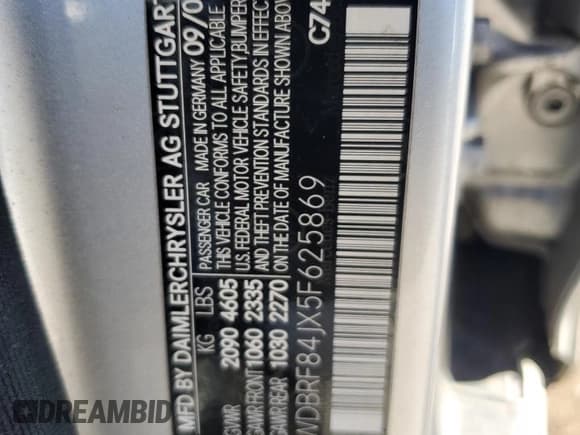 MFD BY DAIMLERCHRYSLER AG STUTTGART
PASSENGER CAR MADE IN GERMANY 09/0
KG LBS THIS VEHICLE CONFORMS TO ALL APPLICABLE
U.S. FEDERAL MOTOR VEHICLE SAFETY, BUMPER
GVWR 2090 4605 AND THEFT PREVENTION STANDARDS IN EFFECT
GAWR FRONT 1060 2335 ON THE DATE OF MANUFACTURE SHOWN ABOVE
GAWR REAR 1030 2270
WDBRF84JX5F625869 C74
DREAMBID